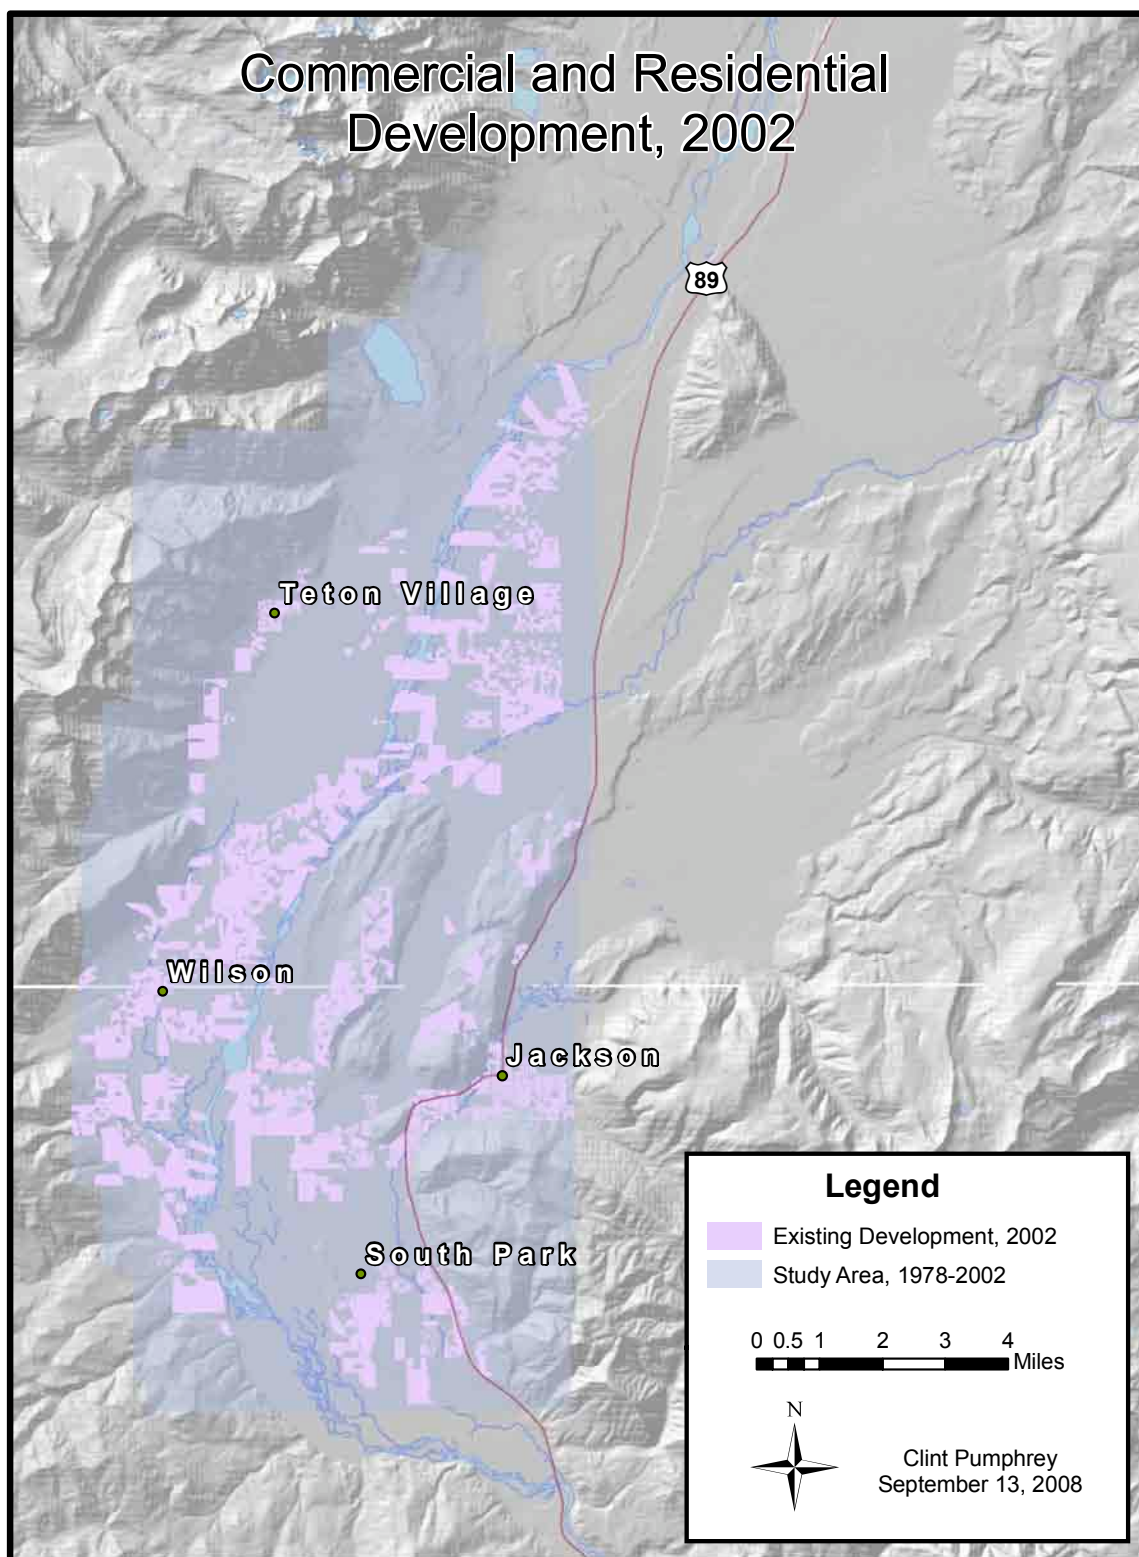 Commercial and Residential
Development, 2002
89
Teton Village
Wilson
Jackson
South Park
Legend
Existing Development, 2002
Study Area, 1978-2002
0 0.5 1 2 3 4
Miles
N
Clint Pumphrey
September 13, 2008